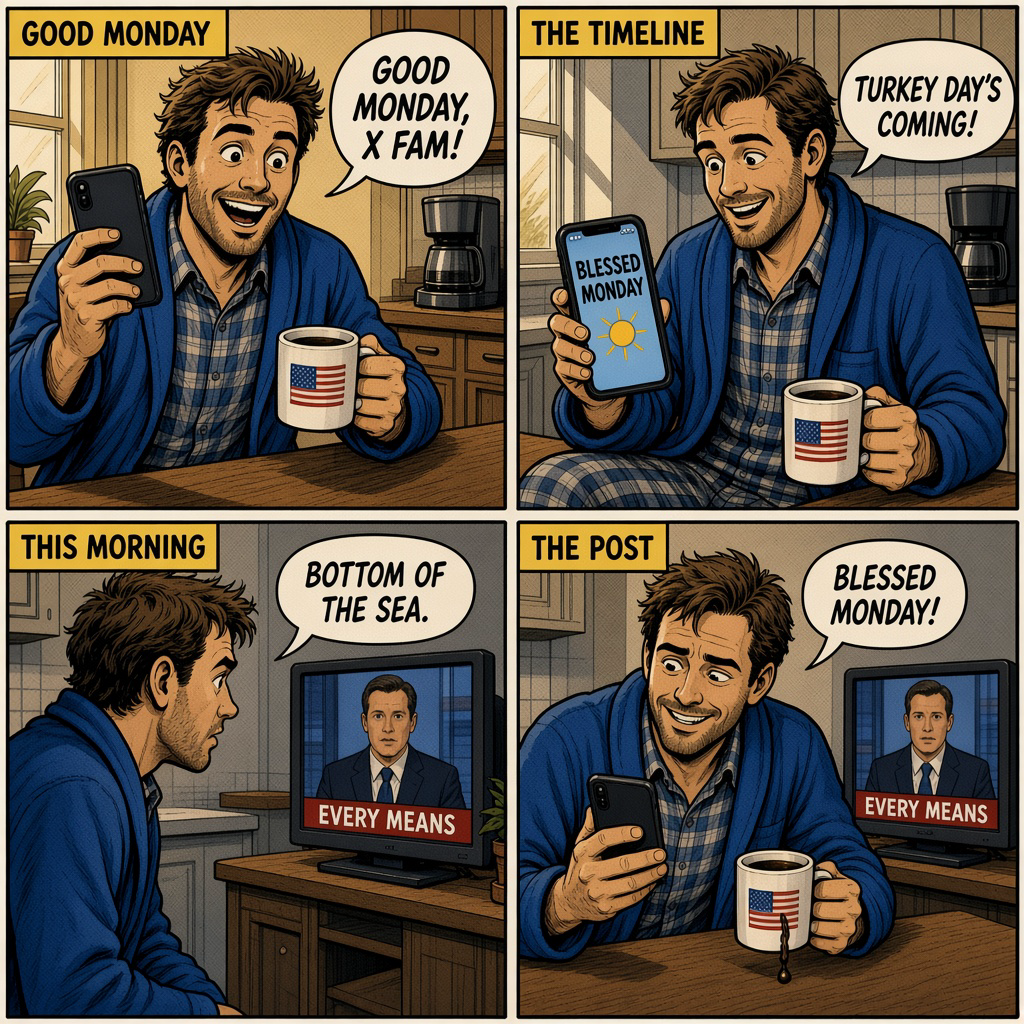 GOOD MONDAY
GOOD
MONDAY,
X FAM!
THE TIMELINE
TURKEY DAY'S
COMING!
BLESSED
MONDAY
THIS MORNING
BOTTOM OF
THE SEA.
EVERY MEANS
THE POST
BLESSED
MONDAY!
EVERY MEANS